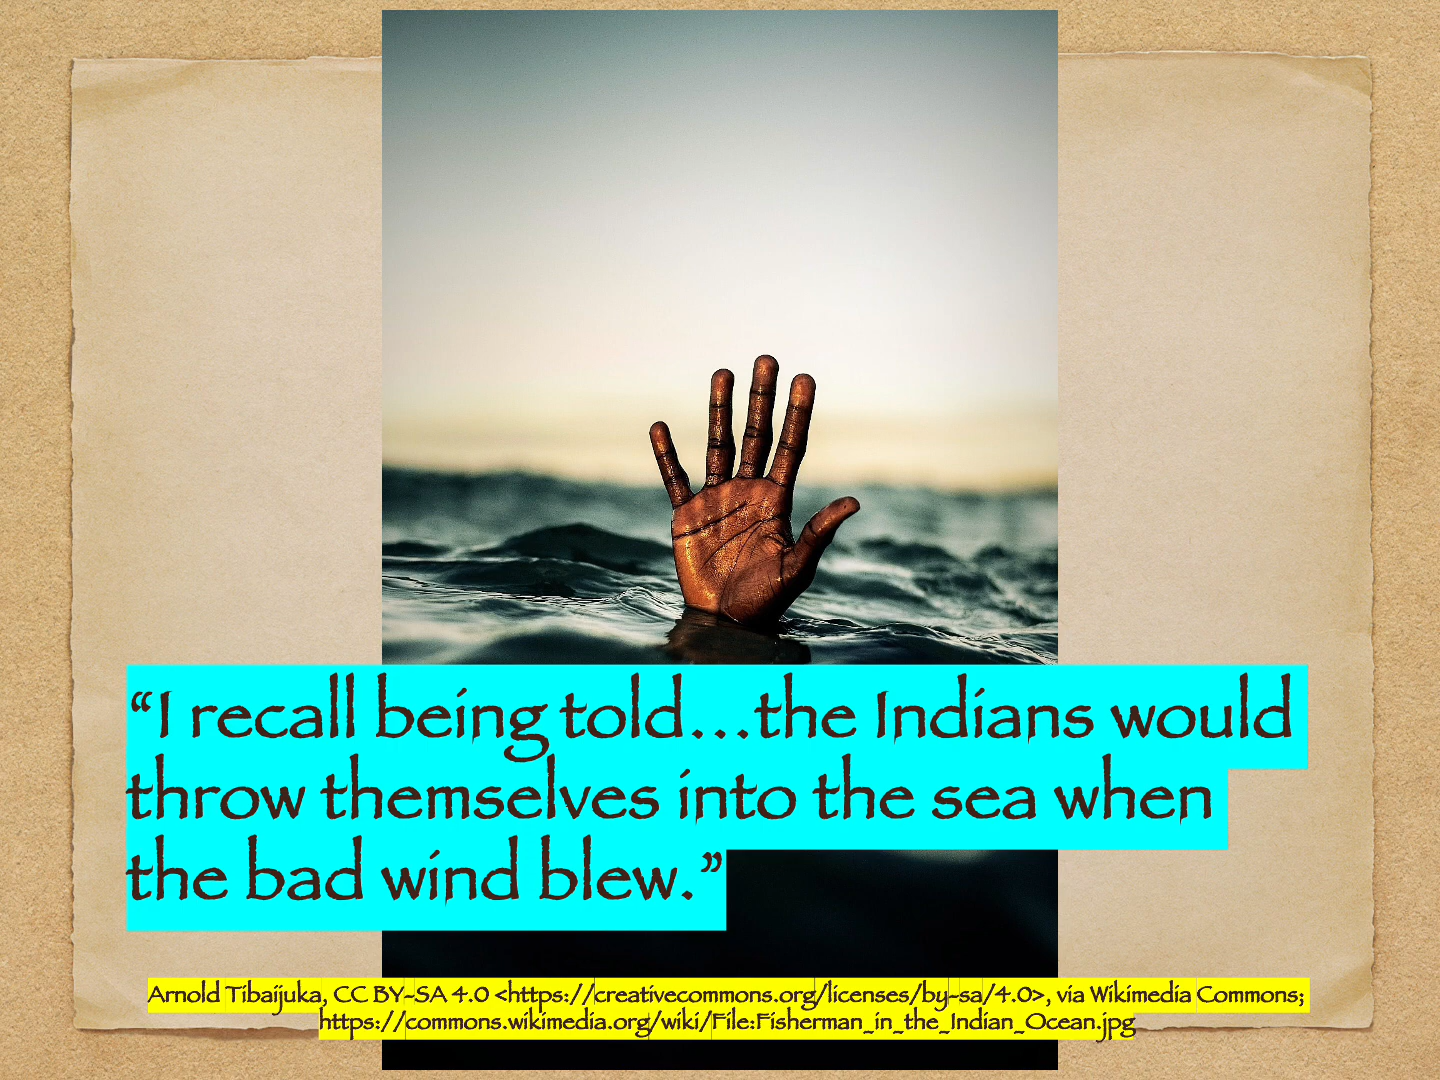 “I recall being told…the Indians would
throw themselves into the sea when
the bad wind blew.”
Arnold Tibaijuka, CC BY-SA 4.0 <https://creativecommons.org/licenses/by-sa/4.0>, via Wikimedia Commons;
https://commons.wikimedia.org/wiki/File:Fisherman_in_the_Indian_Ocean.jpg